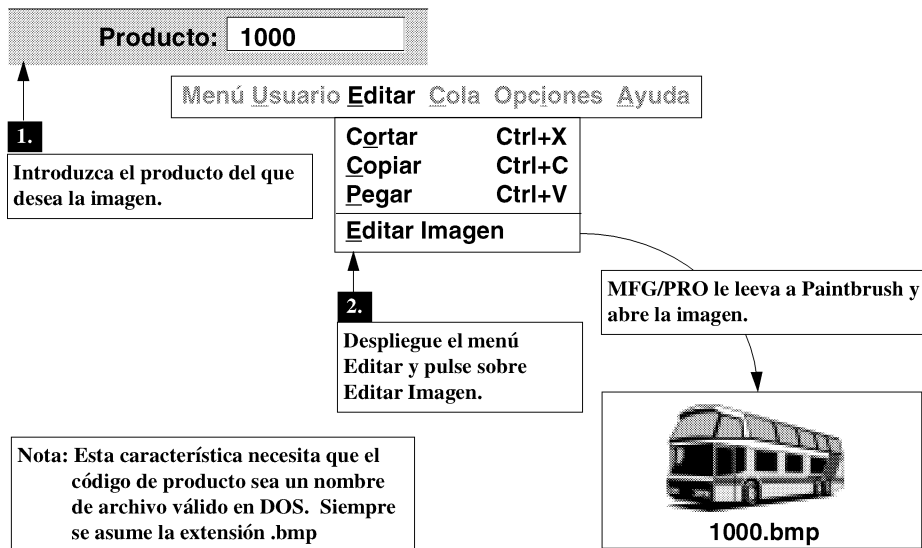 Producto: 1000
Menú Usuario Editar Cola Opciones Ayuda
1.
Introduzca el producto del que
desea la imagen.
Cortar Ctrl+X
Copiar Ctrl+C
Pegar Ctrl+V
Editar Imagen
2.
Despliegue el menú
Editar y pulse sobre
Editar Imagen.
MFG/PRO le leeva a Paintbrush y
abre la imagen.
1000.bmp
Nota: Esta característica necesita que el
código de producto sea un nombre
de archivo válido en DOS. Siempre
se asume la extensión .bmp